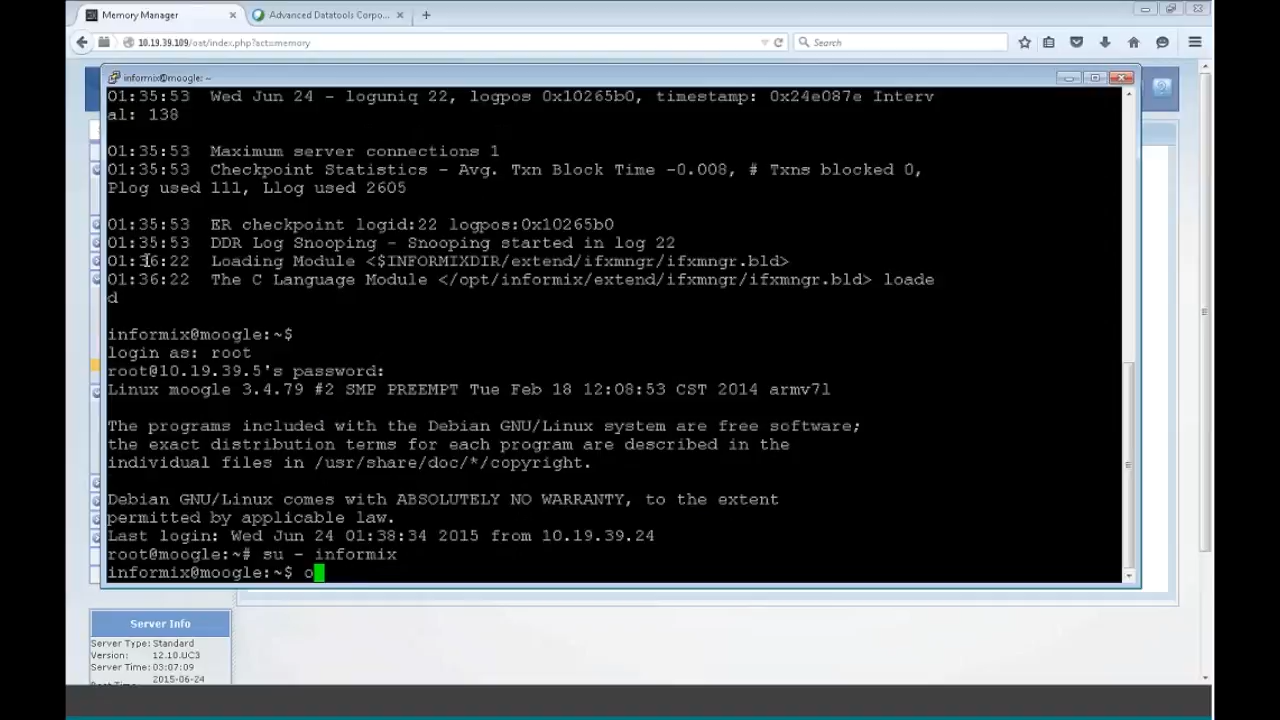 Memory Manager
Advanced Datatools Corpo...
10.19.39.109/oat/index.php?act=memory
Search
informix@moogle: ~
01:35:53  Wed Jun 24 - loguniq 22, logpos 0x10265b0, timestamp: 0x24e087e Interv
al: 138
01:35:53  Maximum server connections 1
01:35:53  Checkpoint Statistics - Avg. Txn Block Time -0.008, # Txns blocked 0,
Plog used 111, Llog used 2605
01:35:53  ER checkpoint logid:22 logpos:0x10265b0
01:35:53  DDR Log Snooping - Snooping started in log 22
01:36:22  Loading Module <$INFORMIXDIR/extend/ifxmngr/ifxmngr.bld>
01:36:22  The C Language Module </opt/informix/extend/ifxmngr/ifxmngr.bld> loade
d
informix@moogle:~$
login as: root
root@10.19.39.5's password:
Linux moogle 3.4.79 #2 SMP PREEMPT Tue Feb 18 12:08:53 CST 2014 armv7l
The programs included with the Debian GNU/Linux system are free software;
the exact distribution terms for each program are described in the
individual files in /usr/share/doc/*/copyright.
Debian GNU/Linux comes with ABSOLUTELY NO WARRANTY, to the extent
permitted by applicable law.
Last login: Wed Jun 24 01:38:34 2015 from 10.19.39.24
root@moogle:~# su - informix
informix@moogle:~$ o
Server Info
Server Type: Standard
Version: 12.10.UC3
Server Time: 03:07:09
2015-06-24